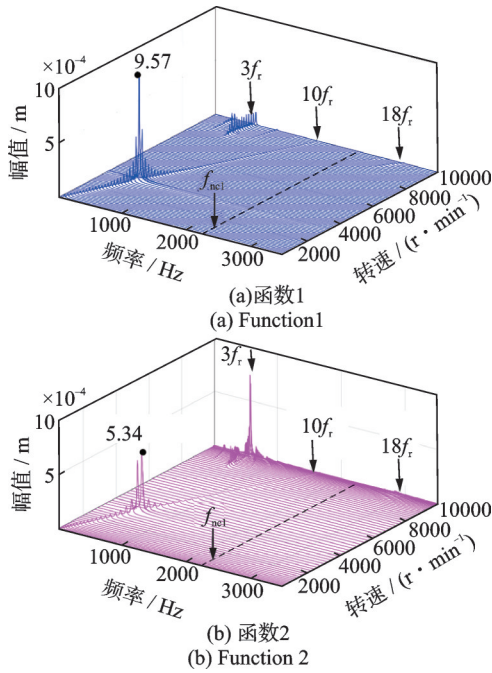 9.57
×10⁻⁴
10
5
幅值 / m
3fᵣ
10fᵣ
18fᵣ
f_nc1
1000
2000
3000
频率 / Hz
2000
4000
6000
8000
10000
转速 / (r · min⁻¹)
(a)函数1
(a) Function1
3fᵣ
×10⁻⁴
10
5
幅值 / m
5.34
10fᵣ
18fᵣ
f_nc1
1000
2000
3000
频率 / Hz
2000
4000
6000
8000
10000
转速 / (r · min⁻¹)
(b) 函数2
(b) Function 2